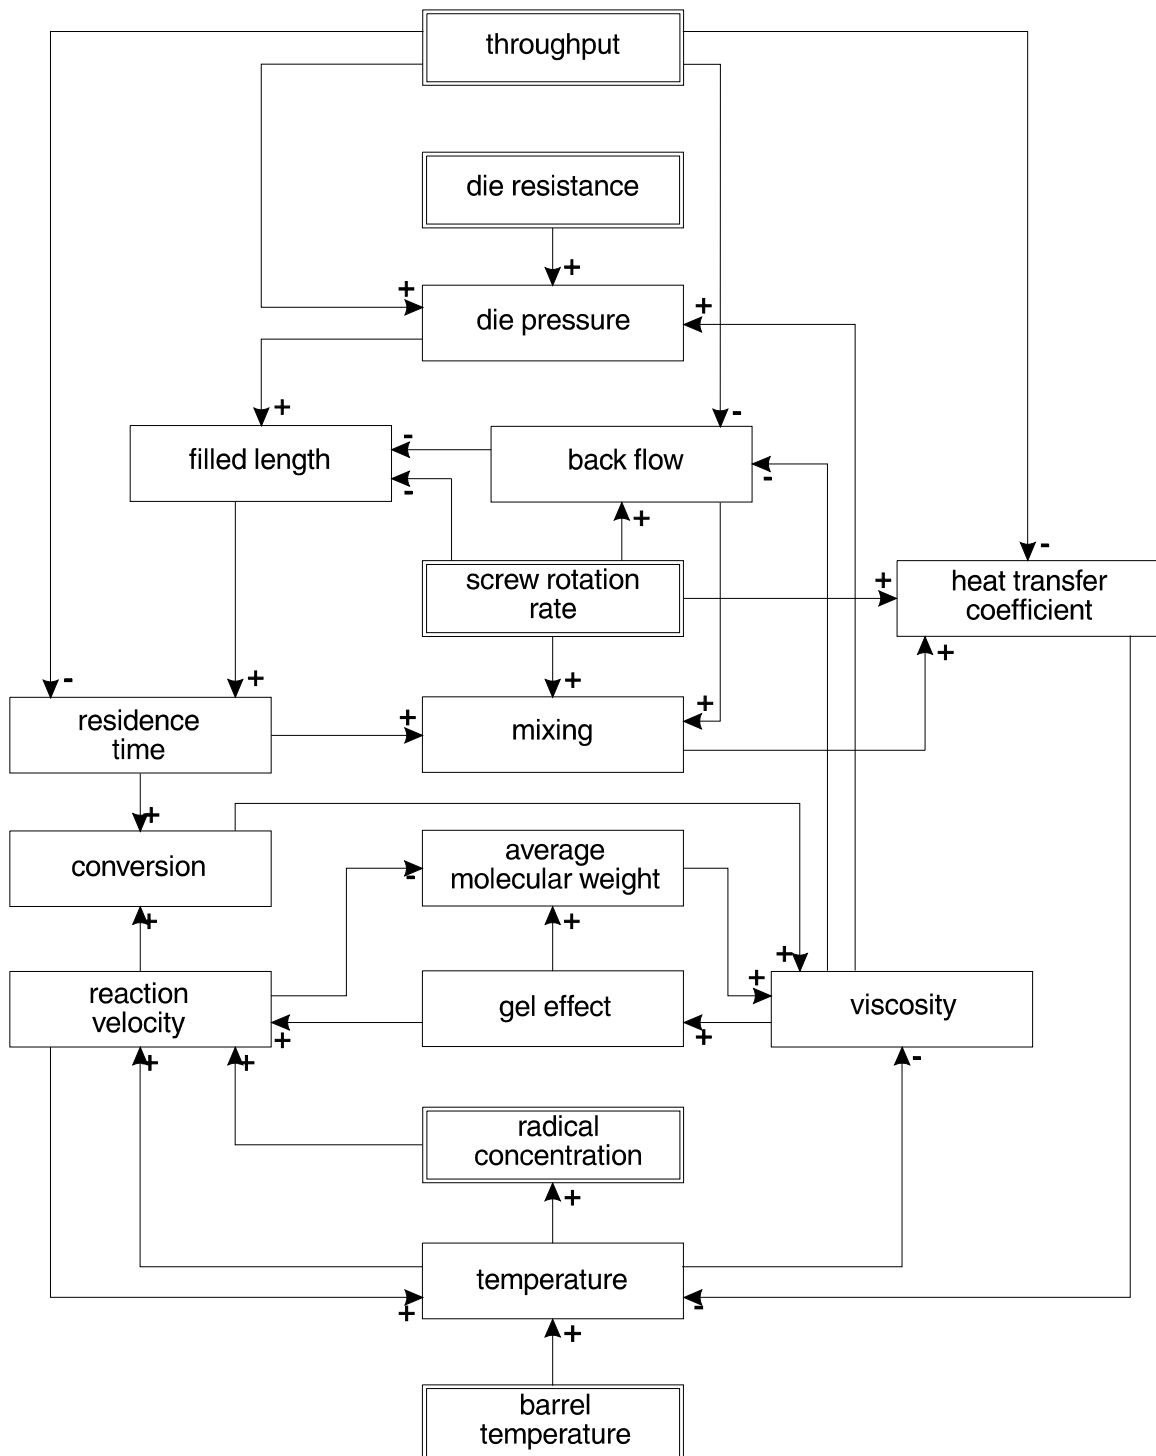 throughput
die resistance
+
+
die pressure
+
+
-
filled length
-
back flow
-
-
+
screw rotation
rate
+
heat transfer
coefficient
-
+
-
+
+
residence
time
+
mixing
+
+
conversion
average
molecular weight
-
+
+
+
+
reaction
velocity
gel effect
viscosity
+
+
+
+
-
radical
concentration
+
temperature
+
-
+
barrel
temperature